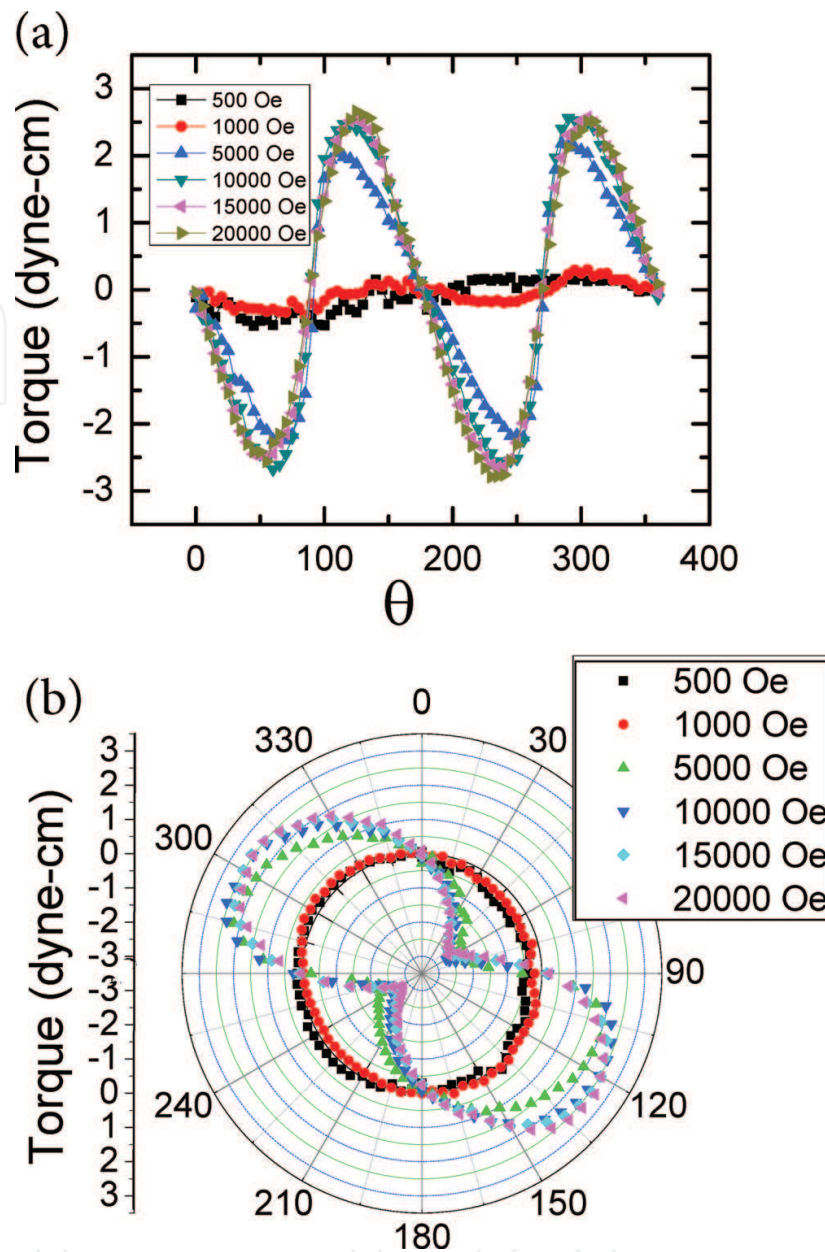 (a)
Torque (dyne-cm)
3
2
1
0
-1
-2
-3
500 Oe
1000 Oe
5000 Oe
10000 Oe
15000 Oe
20000 Oe
0 100 200 300 400
θ
(b)
Torque (dyne-cm)
3
2
1
0
-1
-2
-3
-3
-2
-1
0
1
2
3
0
30
90
120
150
180
210
240
300
330
500 Oe
1000 Oe
5000 Oe
10000 Oe
15000 Oe
20000 Oe